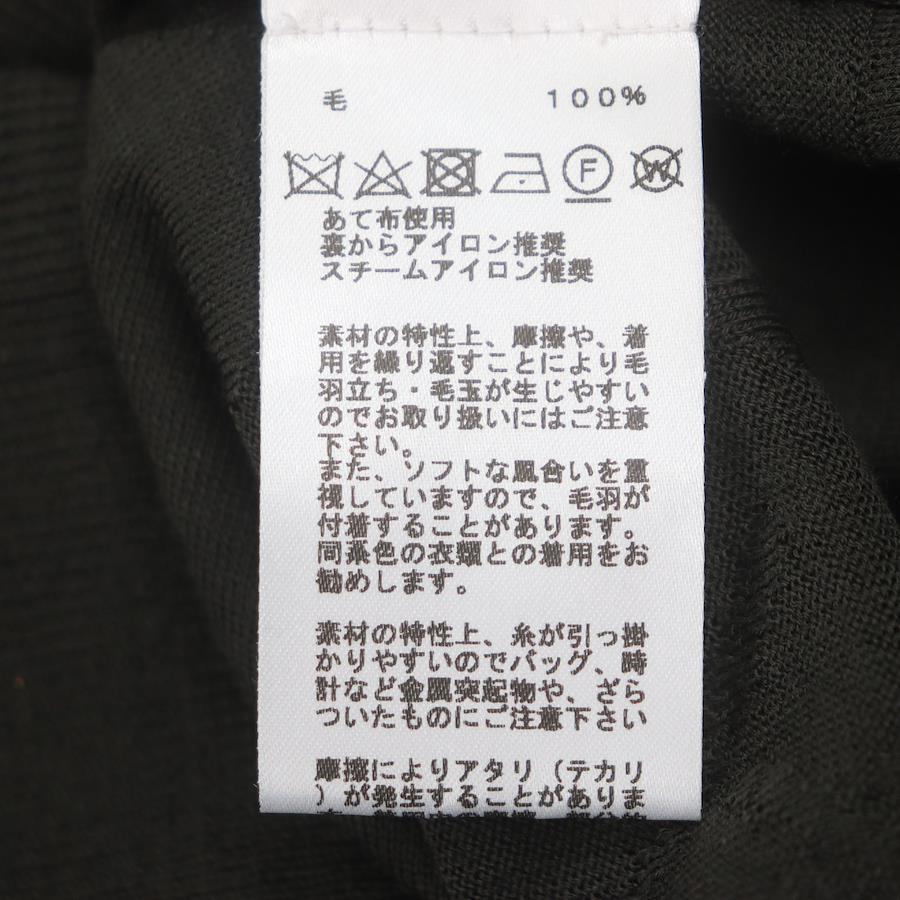 毛 100%
F W
あて布使用
裏からアイロン推奨
スチームアイロン推奨
素材の特性上、摩擦や、着
用を繰り返すことにより毛
羽立ち・毛玉が生じやすい
のでお取り扱いにはご注意
下さい。
また、ソフトな風合いを重
視していますので、毛羽が
付着することがあります。
同系色の衣類との着用をお
勧めします。
素材の特性上、糸が引っ掛
かりやすいのでバッグ、時
計など金属突起物や、ざら
ついたものにご注意下さい
摩擦によりアタリ(テカリ
)が発生することがありま